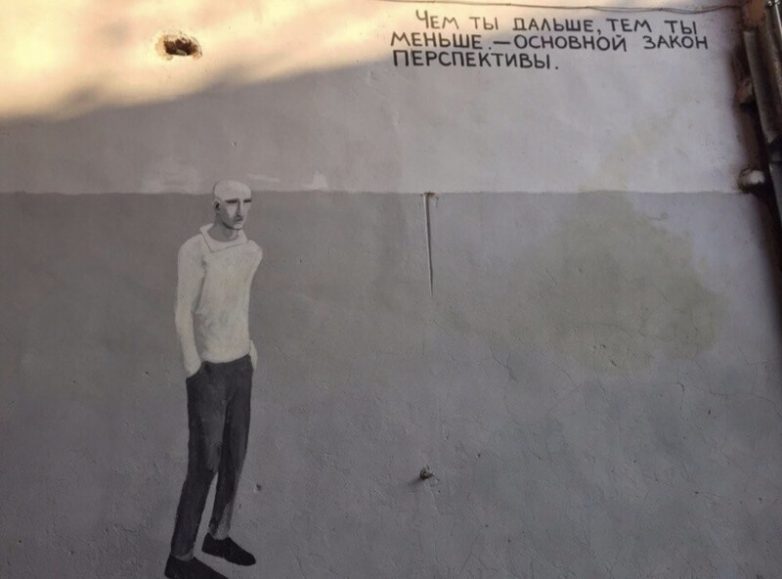 Чем ты дальше, тем ты
меньше.—основной закон
перспективы.